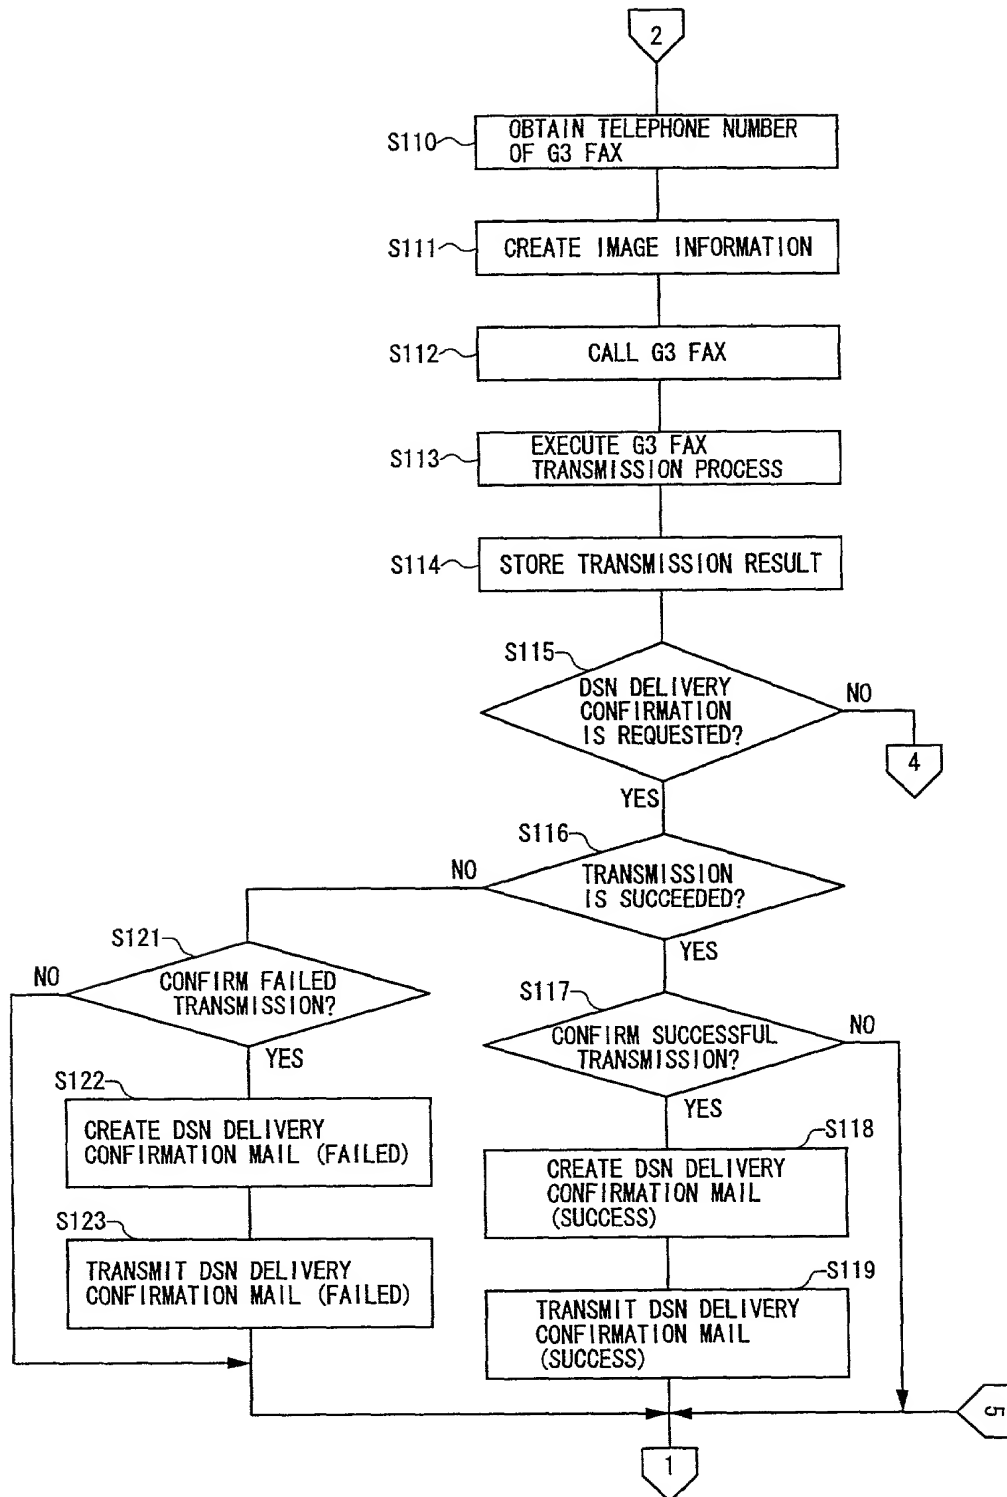 2
S110
OBTAIN TELEPHONE NUMBER
OF G3 FAX
S111
CREATE IMAGE INFORMATION
S112
CALL G3 FAX
S113
EXECUTE G3 FAX
TRANSMISSION PROCESS
S114
STORE TRANSMISSION RESULT
S115
DSN DELIVERY
CONFIRMATION
IS REQUESTED?
NO
4
YES
S116
TRANSMISSION
IS SUCCEEDED?
NO
YES
S121
CONFIRM FAILED
TRANSMISSION?
NO
YES
S117
CONFIRM SUCCESSFUL
TRANSMISSION?
NO
YES
S122
CREATE DSN DELIVERY
CONFIRMATION MAIL (FAILED)
S118
CREATE DSN DELIVERY
CONFIRMATION MAIL
(SUCCESS)
S123
TRANSMIT DSN DELIVERY
CONFIRMATION MAIL (FAILED)
S119
TRANSMIT DSN DELIVERY
CONFIRMATION MAIL
(SUCCESS)
5
1